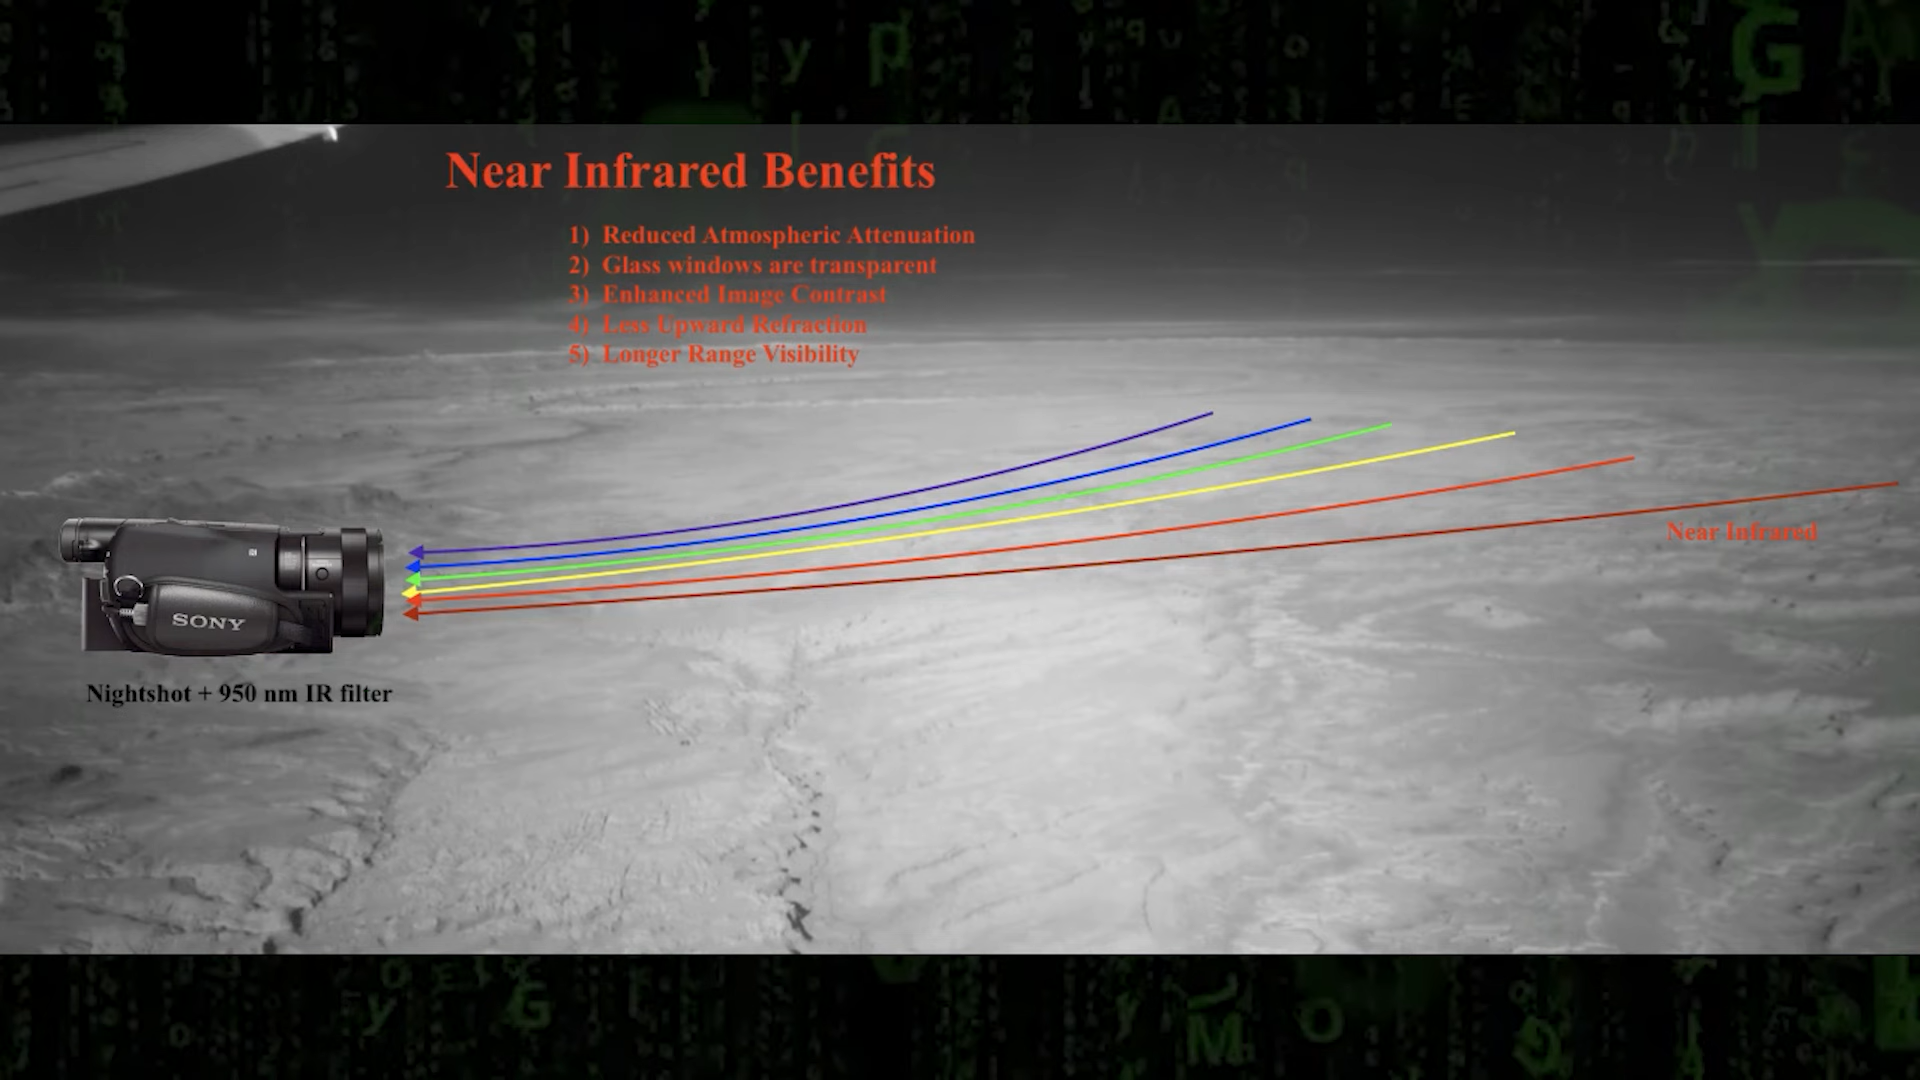 Near Infrared Benefits
1) Reduced Atmospheric Attenuation
2) Glass windows are transparent
3) Enhanced Image Contrast
4) Less Upward Refraction
5) Longer Range Visibility
Near Infrared
SONY
Nightshot + 950 nm IR filter